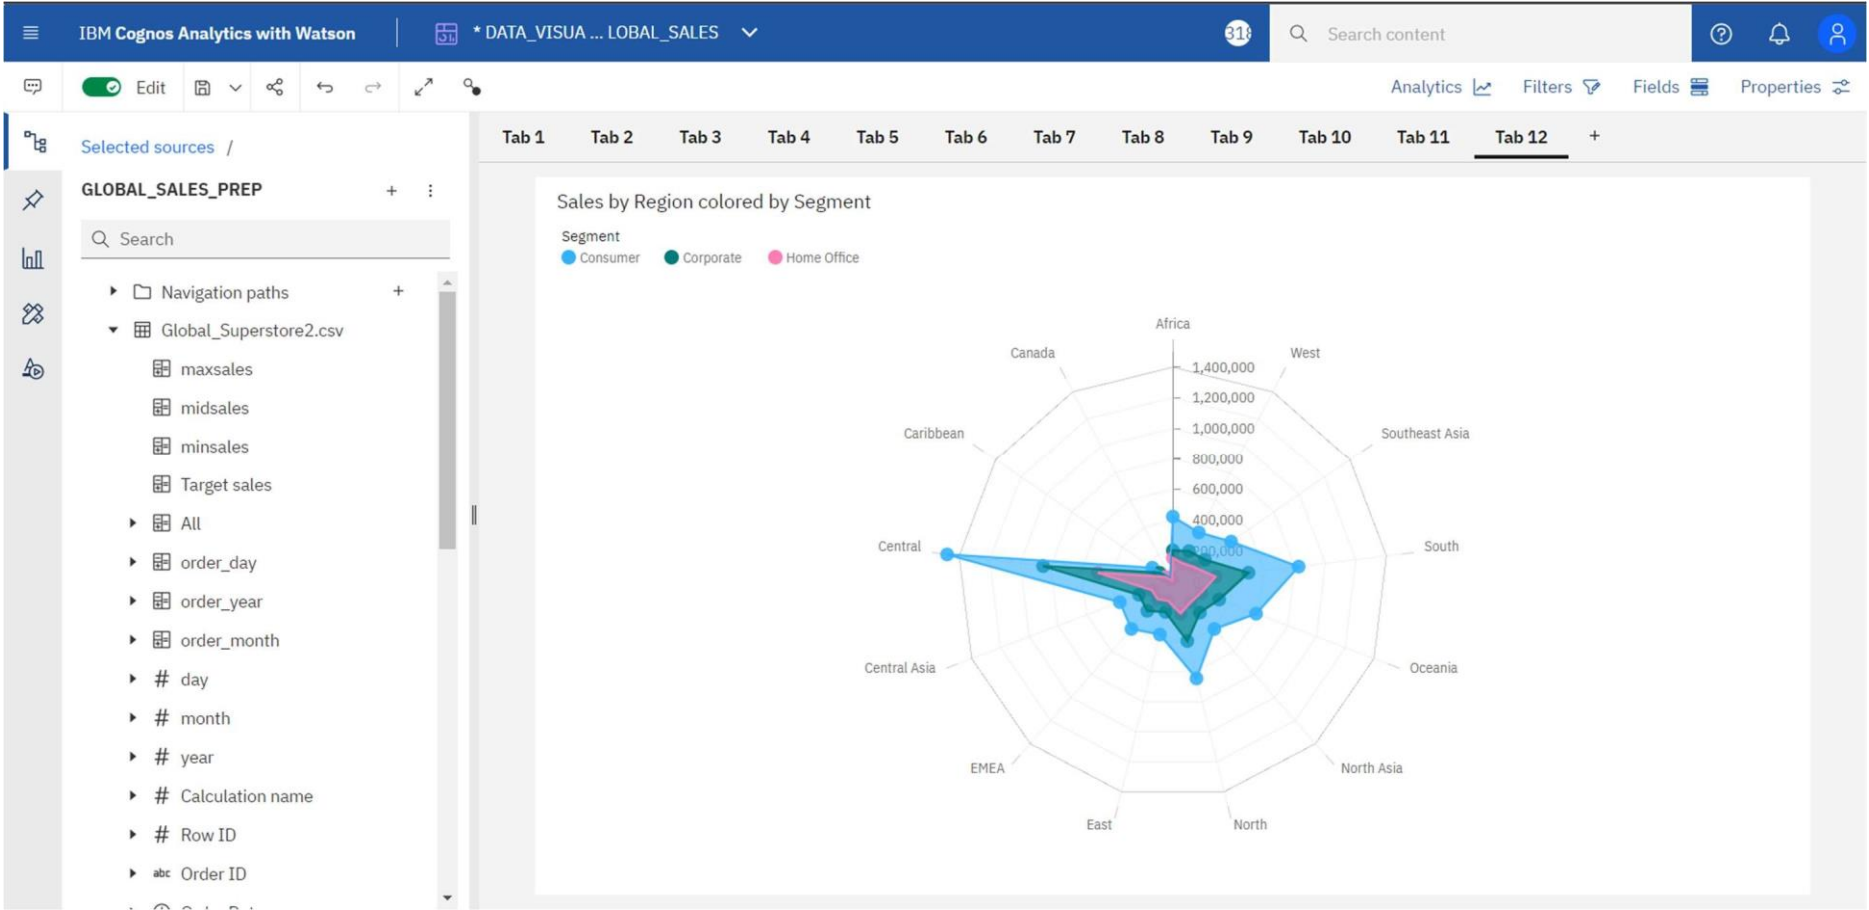 IBM Cognos Analytics with Watson
* DATA_VISUA ... LOBAL_SALES
318
Search content
Edit
Analytics
Filters
Fields
Properties
Selected sources /
GLOBAL_SALES_PREP
Search
Navigation paths
Global_Superstore2.csv
maxsales
midsales
minsales
Target sales
All
order_day
order_year
order_month
# day
# month
# year
# Calculation name
# Row ID
abc Order ID
Tab 1 Tab 2 Tab 3 Tab 4 Tab 5 Tab 6 Tab 7 Tab 8 Tab 9 Tab 10 Tab 11 Tab 12 +
Sales by Region colored by Segment
Segment
Consumer Corporate Home Office
Africa
West
Southeast Asia
South
Oceania
North Asia
North
East
EMEA
Central Asia
Central
Caribbean
Canada
1,400,000
1,200,000
1,000,000
800,000
600,000
400,000
200,000